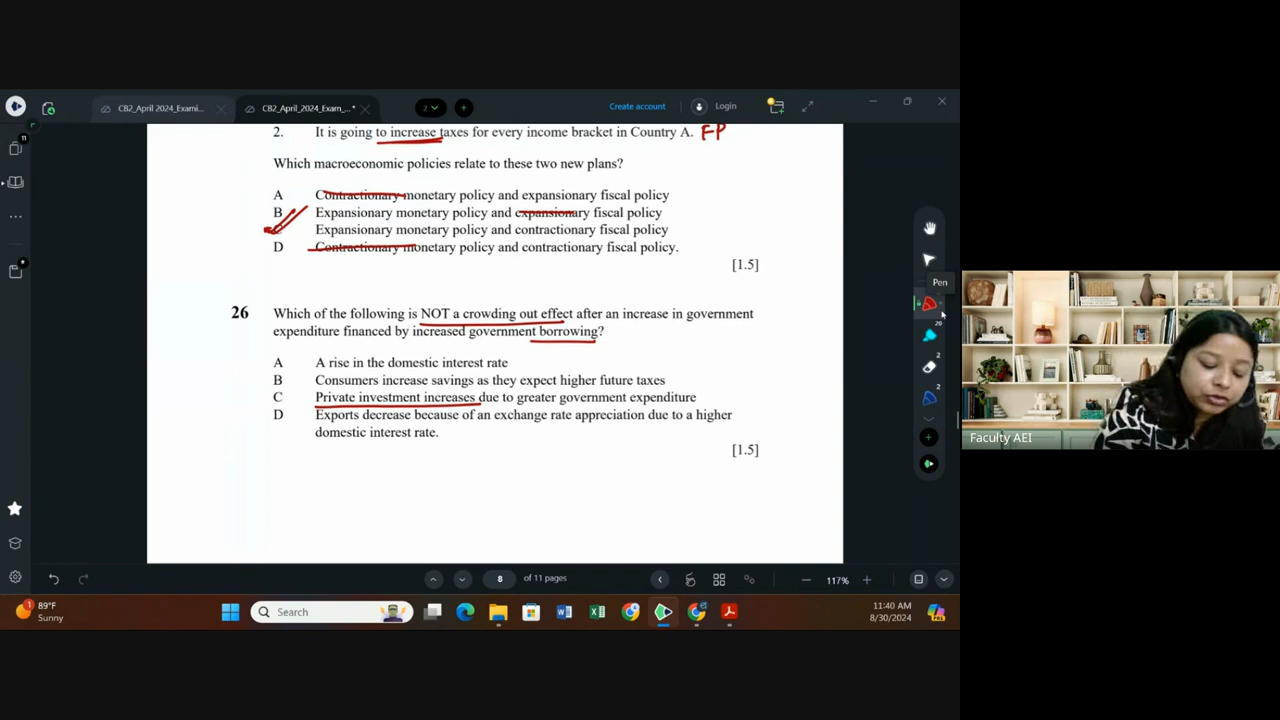 CB2_April 2024_Exami...
CB2_April_2024_Exam_...*
2
Create account
Login
11
2. It is going to increase taxes for every income bracket in Country A. FP
Which macroeconomic policies relate to these two new plans?
A Contractionary monetary policy and expansionary fiscal policy
B Expansionary monetary policy and expansionary fiscal policy
Expansionary monetary policy and contractionary fiscal policy
D Contractionary monetary policy and contractionary fiscal policy.
[1.5]
Pen
20
2
2
26 Which of the following is NOT a crowding out effect after an increase in government
expenditure financed by increased government borrowing?
A A rise in the domestic interest rate
B Consumers increase savings as they expect higher future taxes
C Private investment increases due to greater government expenditure
D Exports decrease because of an exchange rate appreciation due to a higher
domestic interest rate.
[1.5]
Faculty AEI
8 of 11 pages
117%
1
89°F
Sunny
Search
11:40 AM
8/30/2024